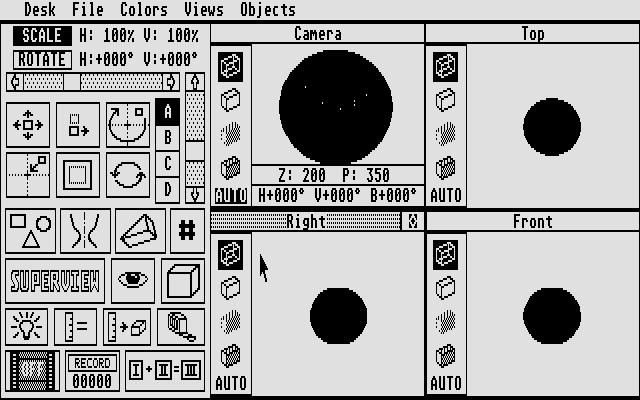 Desk File Colors Views Objects
SCALE H: 100% V: 100%
ROTATE H:+000° V:+000°
A
B
C
D
#
SUPERVIEW
=
RECORD
00000
I+II=III
Camera
Z: 200 P: 350
AUTO H+000° V+000° B+000°
Top
AUTO
Right
AUTO
Front
AUTO